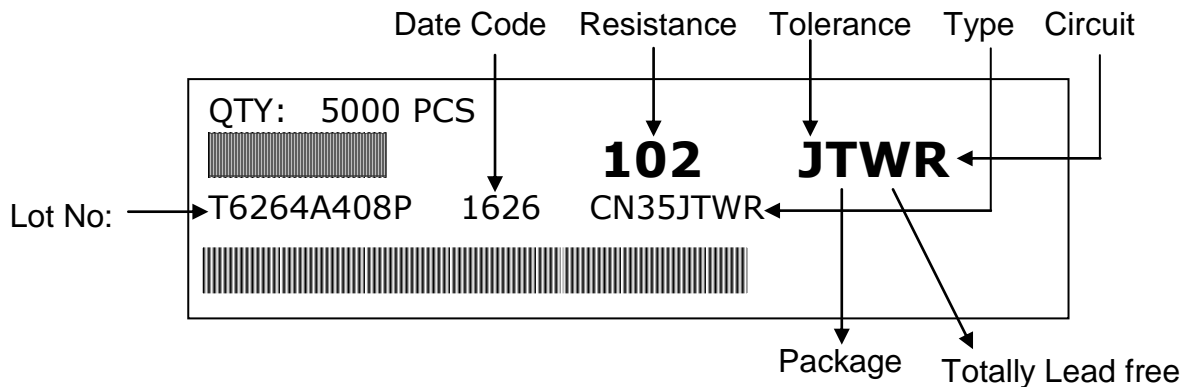 Date Code Resistance Tolerance Type Circuit
QTY: 5000 PCS
102 JTWR
Lot No: T6264A408P 1626 CN35JTWR
Package Totally Lead free